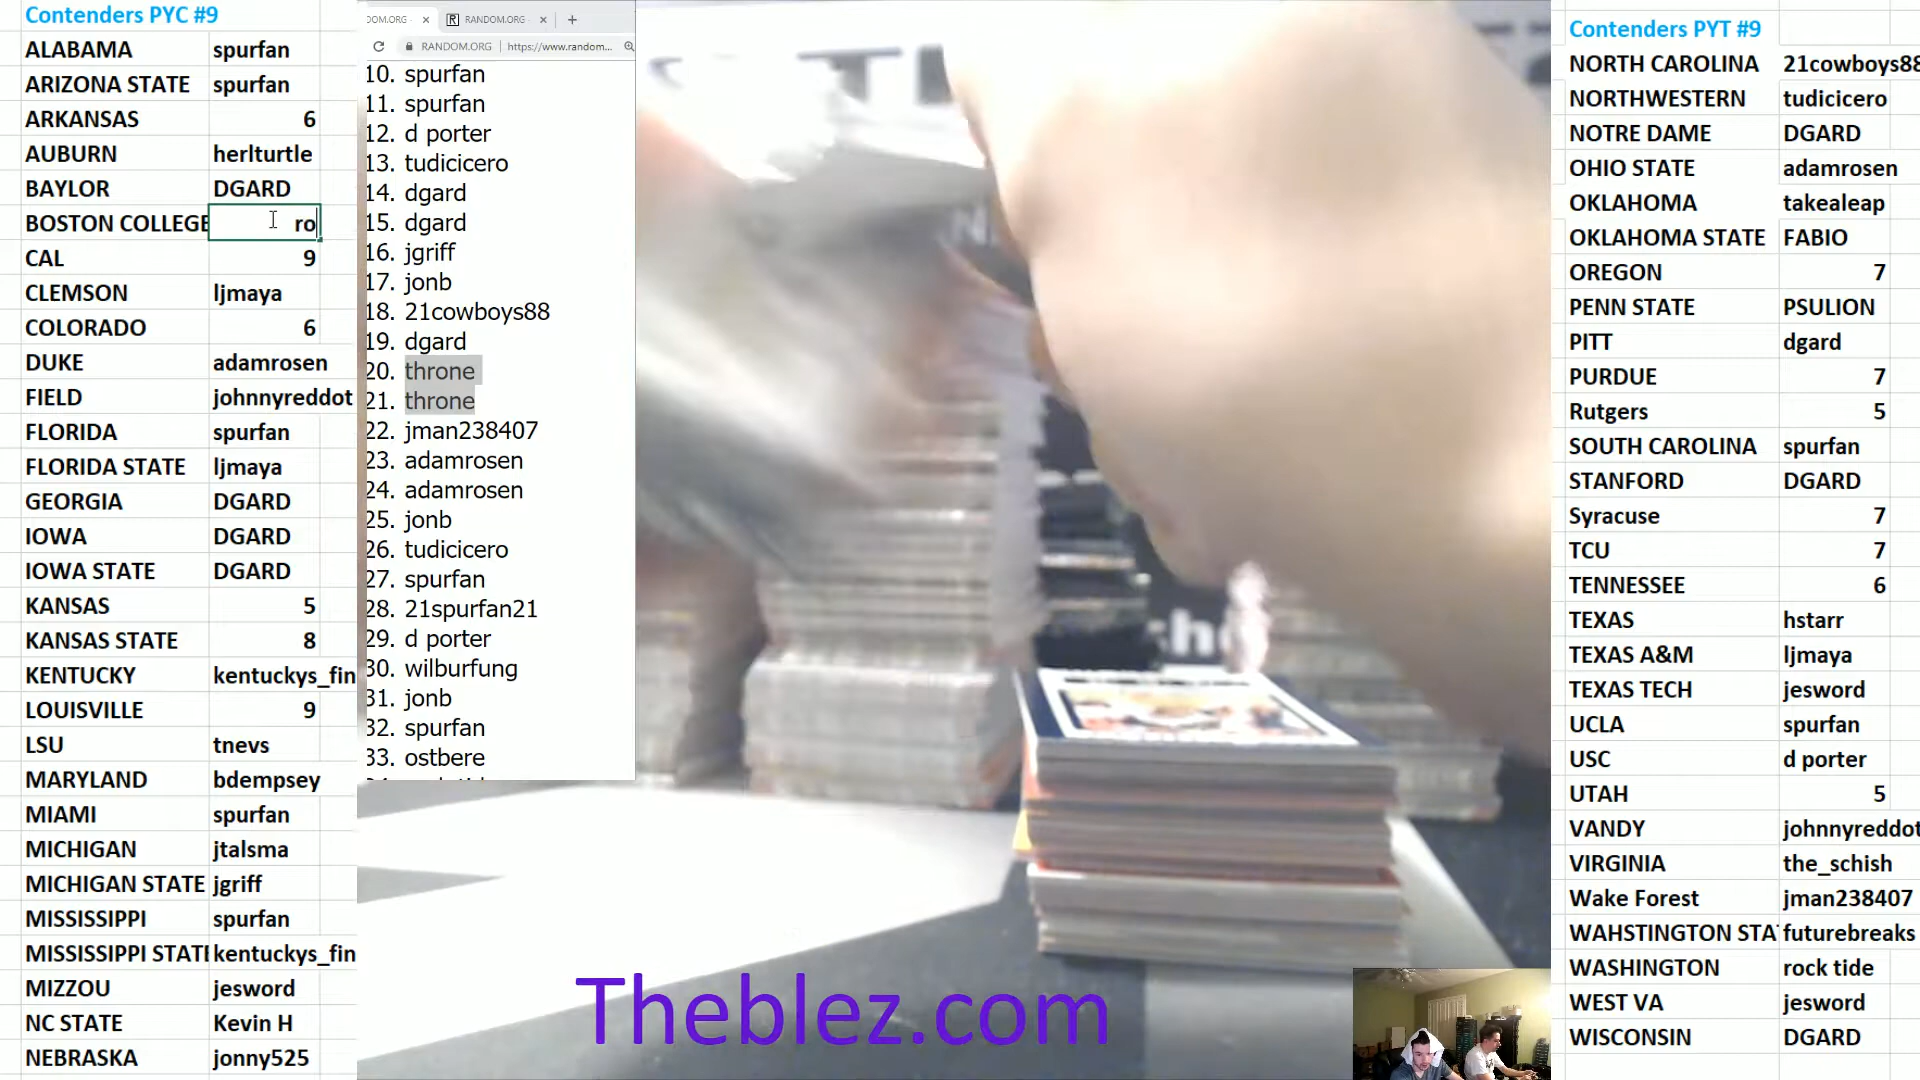 Contenders PYC #9
ALABAMA spurfan
ARIZONA STATE spurfan
ARKANSAS 6
AUBURN herlturtle
BAYLOR DGARD
BOSTON COLLEGE ro
CAL 9
CLEMSON ljmaya
COLORADO 6
DUKE adamrosen
FIELD johnnyreddot
FLORIDA spurfan
FLORIDA STATE ljmaya
GEORGIA DGARD
IOWA DGARD
IOWA STATE DGARD
KANSAS 5
KANSAS STATE 8
KENTUCKY kentuckys_fin
LOUISVILLE 9
LSU tnevs
MARYLAND bdempsey
MIAMI spurfan
MICHIGAN jtalsma
MICHIGAN STATE jgriff
MISSISSIPPI spurfan
MISSISSIPPI STATE kentuckys_fin
MIZZOU jesword
NC STATE Kevin H
NEBRASKA jonny525
DOM.ORG RANDOM.ORG
RANDOM.ORG https://www.random...
10. spurfan
11. spurfan
12. d porter
13. tudicicero
14. dgard
15. dgard
16. jgriff
17. jonb
18. 21cowboys88
19. dgard
20. throne
21. throne
22. jman238407
23. adamrosen
24. adamrosen
25. jonb
26. tudicicero
27. spurfan
28. 21spurfan21
29. d porter
30. wilburfung
31. jonb
32. spurfan
33. ostbere
Theblez.com
Contenders PYT #9
NORTH CAROLINA 21cowboys88
NORTHWESTERN tudicicero
NOTRE DAME DGARD
OHIO STATE adamrosen
OKLAHOMA takealeap
OKLAHOMA STATE FABIO
OREGON 7
PENN STATE PSULION
PITT dgard
PURDUE 7
Rutgers 5
SOUTH CAROLINA spurfan
STANFORD DGARD
Syracuse 7
TCU 7
TENNESSEE 6
TEXAS hstarr
TEXAS A&M ljmaya
TEXAS TECH jesword
UCLA spurfan
USC d porter
UTAH 5
VANDY johnnyreddot
VIRGINIA the_schish
Wake Forest jman238407
WAHSTINGTON STA futurebreaks
WASHINGTON rock tide
WEST VA jesword
WISCONSIN DGARD